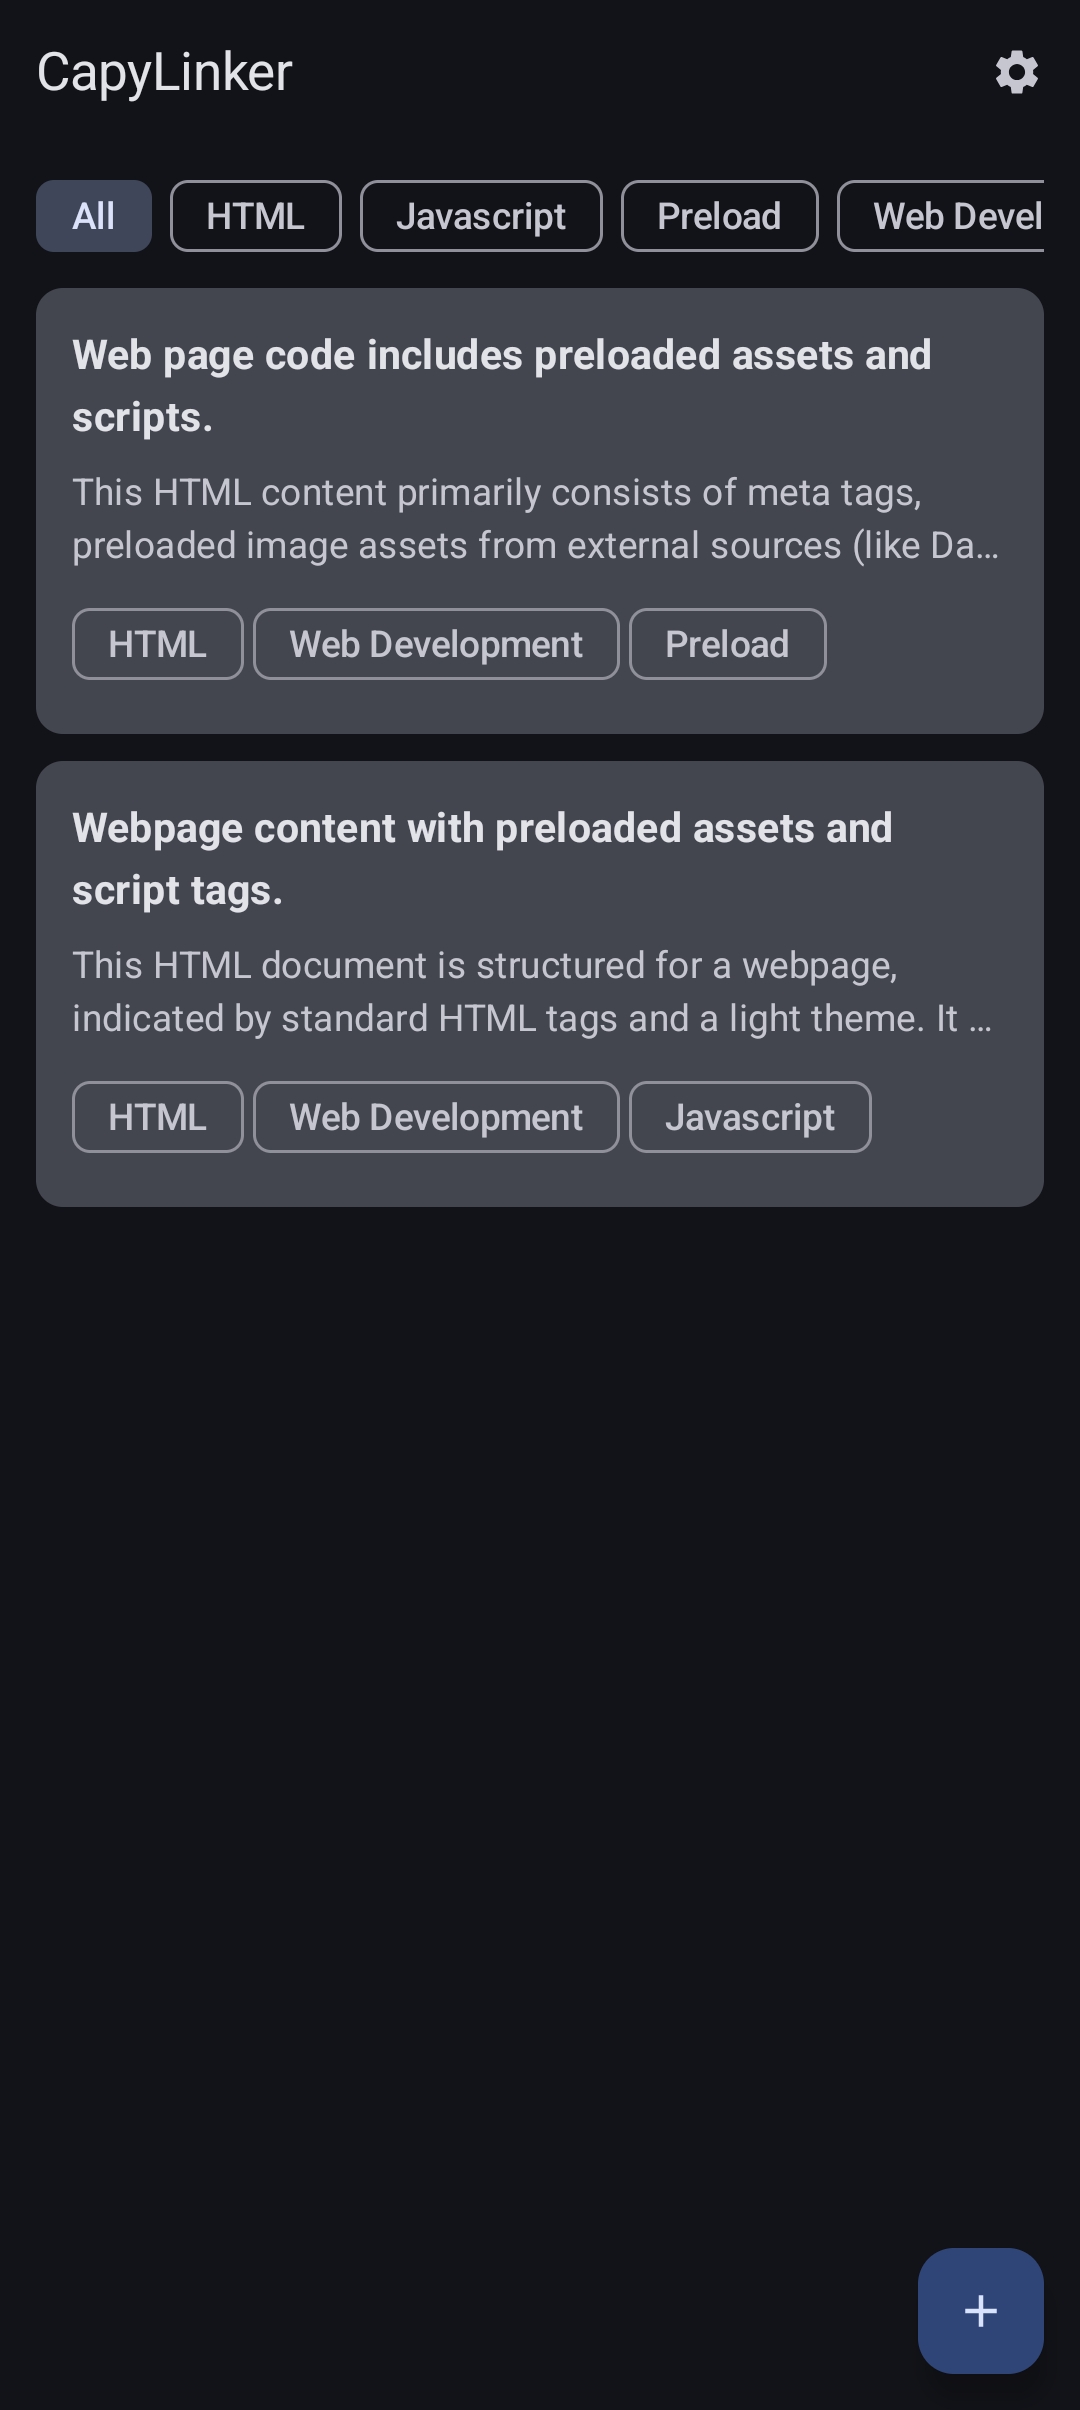 CapyLinker
All HTML Javascript Preload Web Devel
Web page code includes preloaded assets and
scripts.
This HTML content primarily consists of meta tags,
preloaded image assets from external sources (like Da…
HTML Web Development Preload
Webpage content with preloaded assets and
script tags.
This HTML document is structured for a webpage,
indicated by standard HTML tags and a light theme. It …
HTML Web Development Javascript